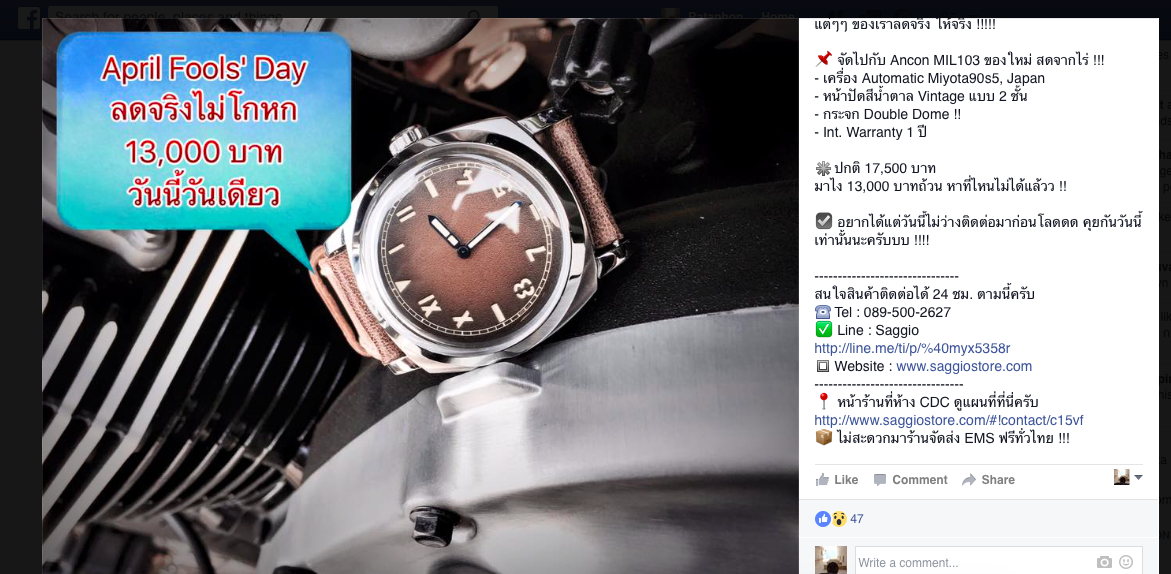 Search for people, places and things
Home
April Fools' Day
ลดจริงไม่โกหก
13,000 บาท
วันนี้วันเดียว
แต่ๆๆ ของเราลดจริง ให้จริง !!!!!
📌 จัดไปกับ Ancon MIL103 ของใหม่ สดจากไร่ !!!
- เครื่อง Automatic Miyota90s5, Japan
- หน้าปัดสีน้ำตาล Vintage แบบ 2 ชั้น
- กระจก Double Dome !!
- Int. Warranty 1 ปี
ปกติ 17,500 บาท
มาไง 13,000 บาทถ้วน หาที่ไหนไม่ได้แล้วว !!
อยากได้แต่วันนี้ไม่ว่างติดต่อมาก่อนโลดดด คุยกันวันนี้
เท่านั้นนะครับบบ !!!!
-------------------------------
สนใจสินค้าติดต่อได้ 24 ชม. ตามนี้ครับ
☎ Tel : 089-500-2627
✅ Line : Saggio
http://line.me/ti/p/%40myx5358r
Website : www.saggiostore.com
--------------------------------
📍 หน้าร้านที่ห้าง CDC ดูแผนที่ที่นี่ครับ
http://www.saggiostore.com/#!contact/c15vf
📦 ไม่สะดวกมาร้านจัดส่ง EMS ฟรีทั่วไทย !!!
Like Comment Share
47
Write a comment...